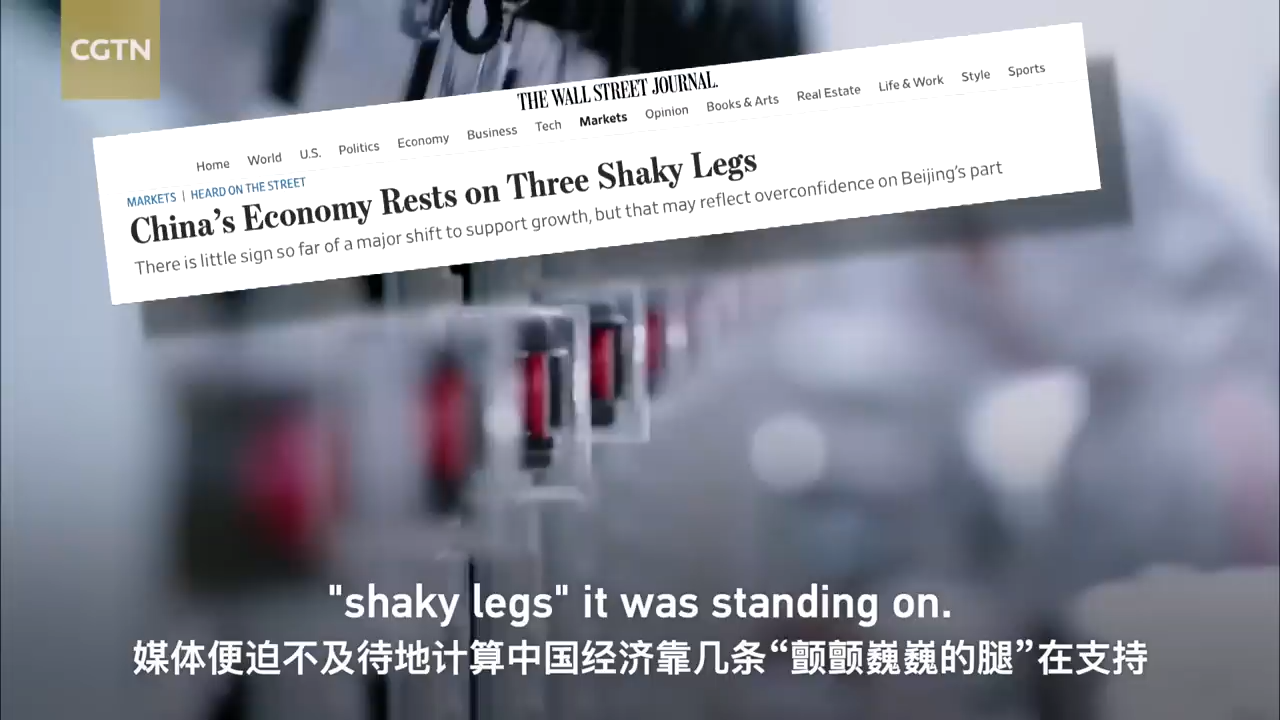 CGTN
THE WALL STREET JOURNAL.
Home World U.S. Politics Economy Business Tech Markets Opinion Books & Arts Real Estate Life & Work Style Sports
MARKETS | HEARD ON THE STREET
China's Economy Rests on Three Shaky Legs
There is little sign so far of a major shift to support growth, but that may reflect overconfidence on Beijing's part
"shaky legs" it was standing on.
媒体便迫不及待地计算中国经济靠几条“颤颤巍巍的腿”在支持